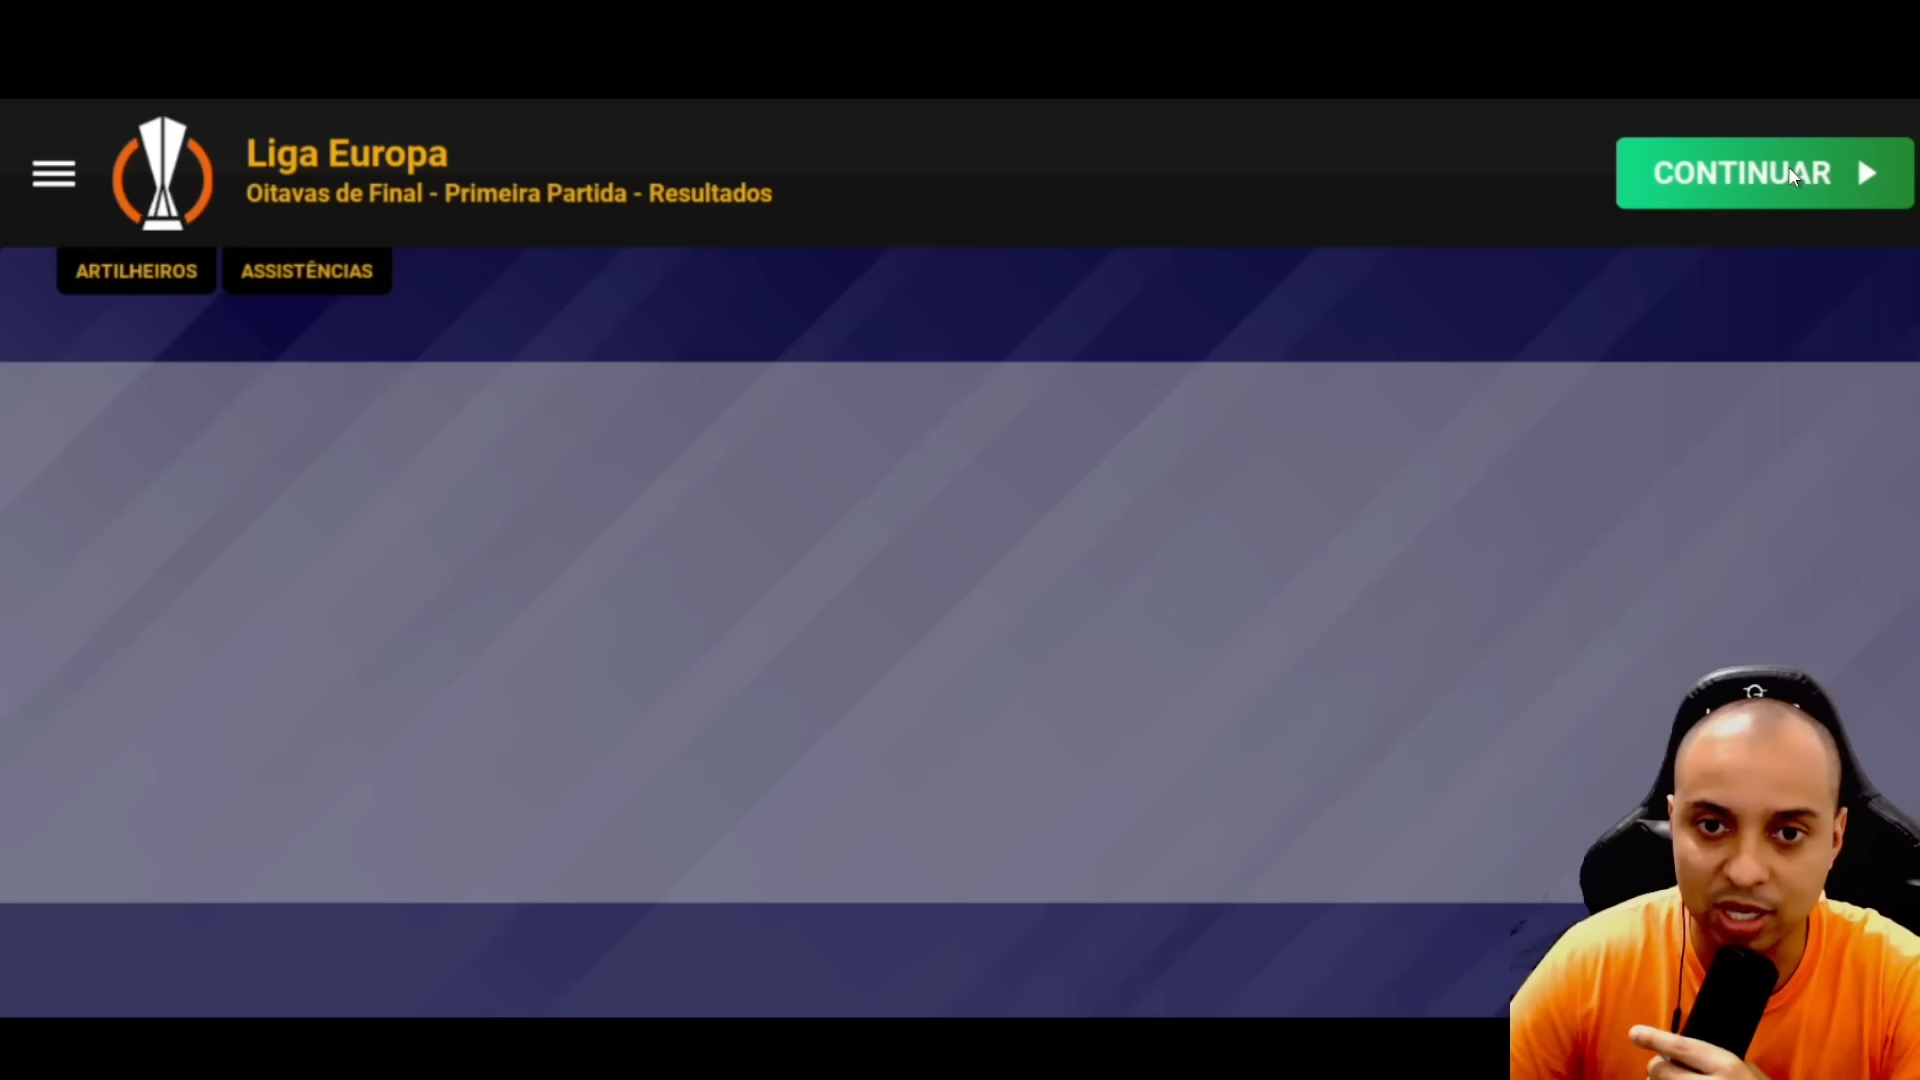 Liga Europa
Oitavas de Final - Primeira Partida - Resultados
CONTINUAR
ARTILHEIROS
ASSISTÊNCIAS